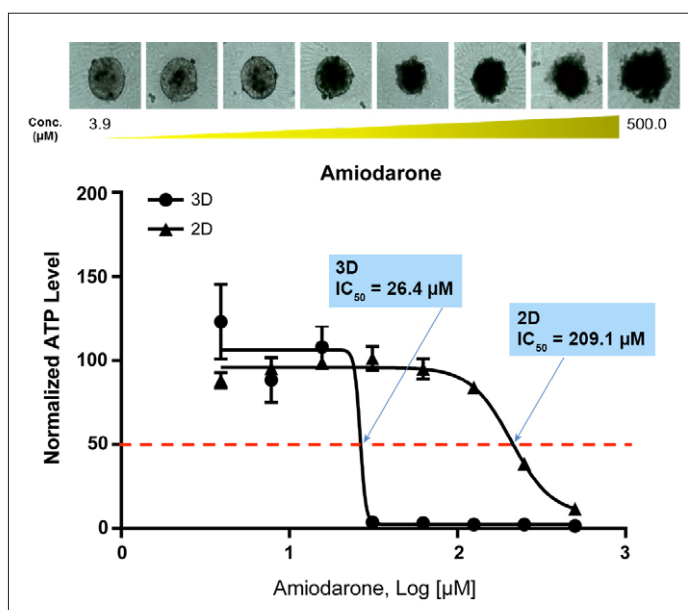 Conc.
(µM)
3.9
500.0
Amiodarone
200
150
100
50
0
Normalized ATP Level
3D
2D
3D
IC50 = 26.4 µM
2D
IC50 = 209.1 µM
0
1
2
3
Amiodarone, Log [µM]